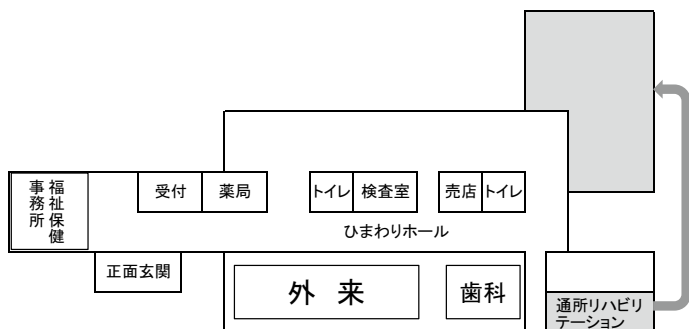 福祉保健
事務所
受付
薬局
トイレ
検査室
売店
トイレ
ひまわりホール
正面玄関
外来
歯科
通所リハビリ
テーション